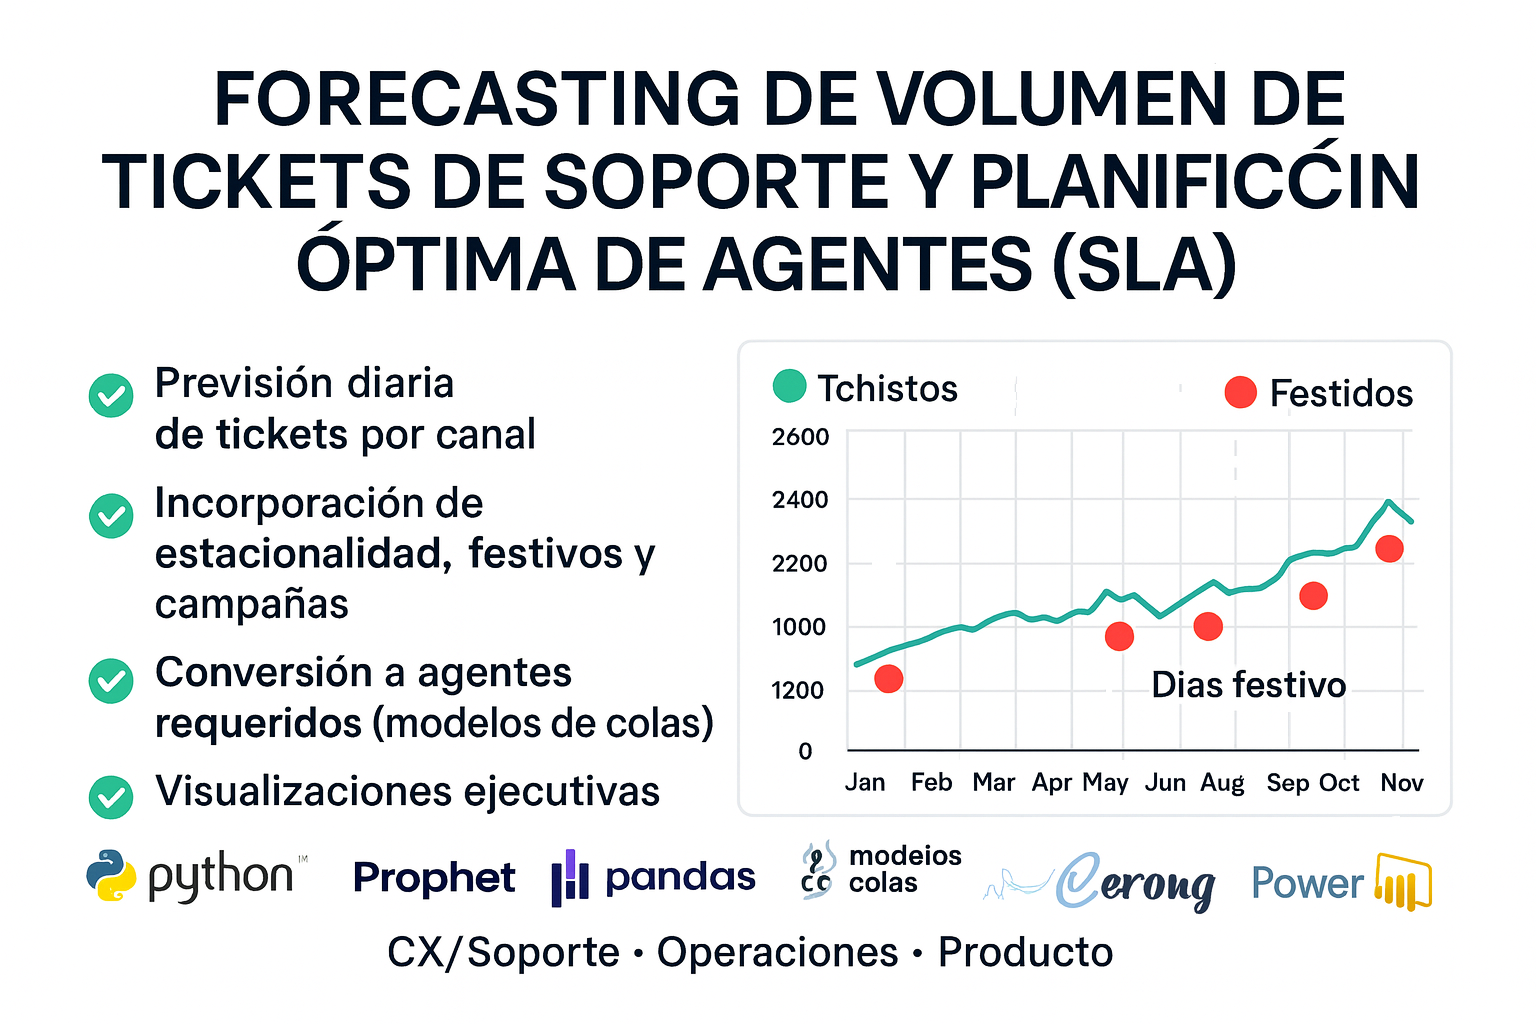 FORECASTING DE VOLUMEN DE
TICKETS DE SOPORTE Y PLANIFICĆIN
ÓPTIMA DE AGENTES (SLA)
Previsión diaria
de tickets por canal
Incorporación de
estacionalidad, festivos y
campañas
Conversión a agentes
requeridos (modelos de colas)
Visualizaciones ejecutivas
Tchistos
Festidos
2600
2400
2200
1000
1200
0
Dias festivo
Jan Feb Mar Apr May Jun Aug Sep Oct Nov
python™
Prophet
pandas
modeios
colas
Cerong
Power
CX/Soporte • Operaciones • Producto